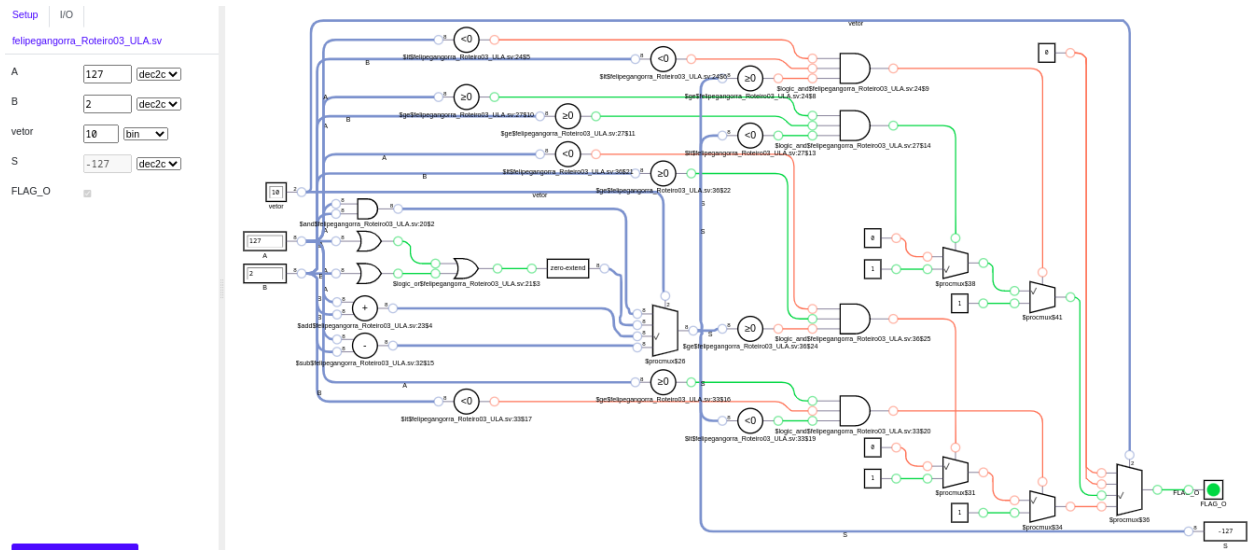 Setup I/O
felipegangorra_Roteiro03_ULA.sv
A 127 dec2c
B 2 dec2c
vetor 10 bin
S -127 dec2c
FLAG_O
vetor
<0
$lt$felipegangorra_Roteiro03_ULA.sv:24$5
B
<0
≥0
$ge$felipegangorra_Roteiro03_ULA.sv:24$8
$logic_and$felipegangorra_Roteiro03_ULA.sv:24$9
0
A
≥0
$ge$felipegangorra_Roteiro03_ULA.sv:27$10
B
≥0
$ge$felipegangorra_Roteiro03_ULA.sv:27$11
A
<0
$lt$felipegangorra_Roteiro03_ULA.sv:27$13
$logic_and$felipegangorra_Roteiro03_ULA.sv:27$14
A
<0
$lt$felipegangorra_Roteiro03_ULA.sv:36$21
B
≥0
$ge$felipegangorra_Roteiro03_ULA.sv:36$22
10
vetor
vetor
S
$and$felipegangorra_Roteiro03_ULA.sv:20$2
S
127
A
2
B
$logic_or$felipegangorra_Roteiro03_ULA.sv:21$3
zero-extend
0
1
$procmux$38
1
$procmux$41
+
$add$felipegangorra_Roteiro03_ULA.sv:23$4
-
$sub$felipegangorra_Roteiro03_ULA.sv:32$15
$procmux$26
S
≥0
$ge$felipegangorra_Roteiro03_ULA.sv:36$24
$logic_and$felipegangorra_Roteiro03_ULA.sv:36$25
A
≥0
$ge$felipegangorra_Roteiro03_ULA.sv:33$16
S
B
<0
$lt$felipegangorra_Roteiro03_ULA.sv:33$17
<0
$lt$felipegangorra_Roteiro03_ULA.sv:33$19
$logic_and$felipegangorra_Roteiro03_ULA.sv:33$20
0
1
$procmux$31
1
$procmux$34
$procmux$36
FLAG_O
FLAG_O
S
-127
S